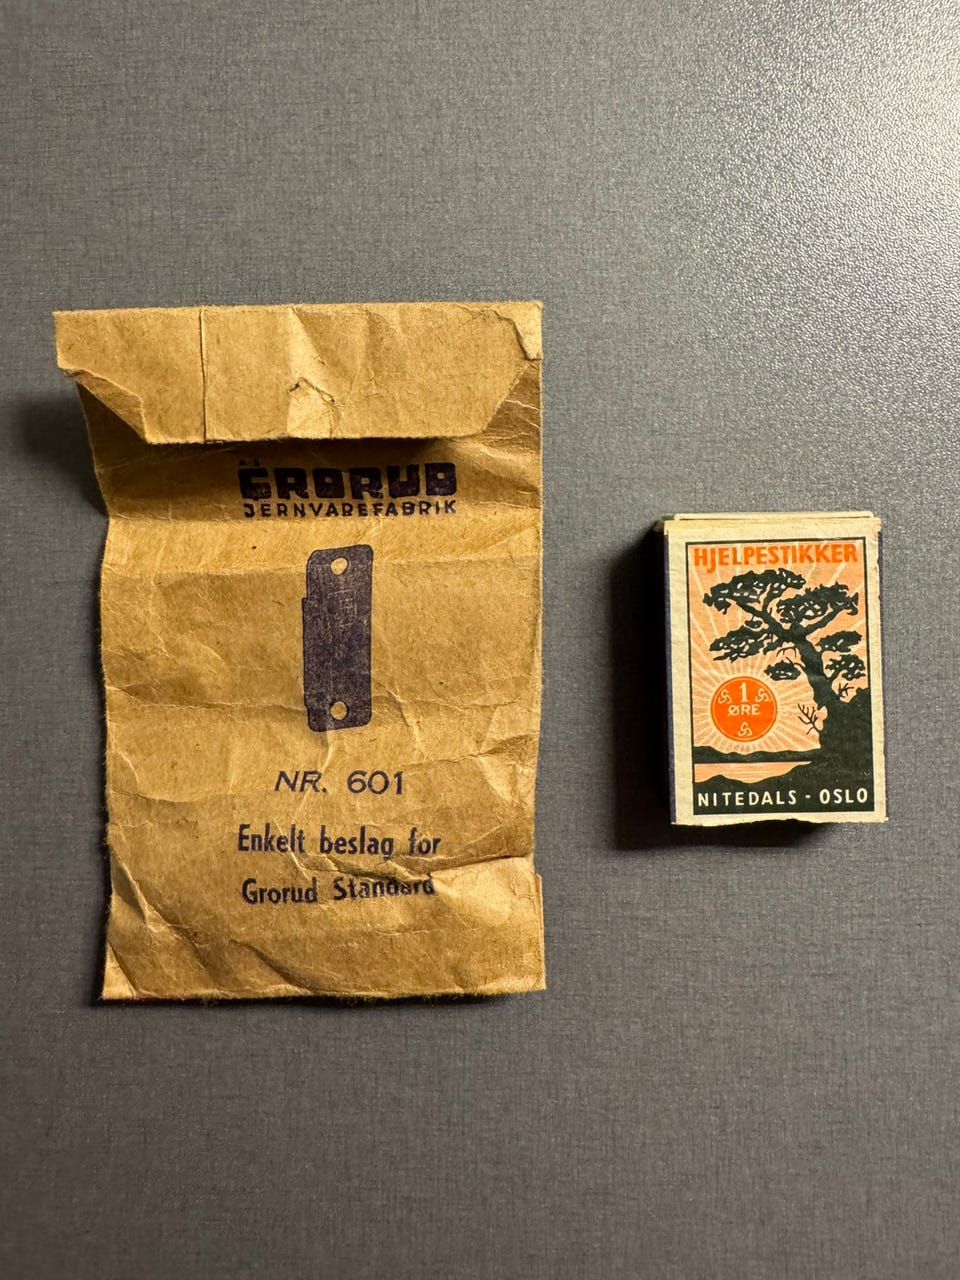 A/S
GRORUD
JERNVAREFABRIK
NR. 601
Enkelt beslag for
Grorud Standard
HJELPESTIKKER
1
ØRE
NITEDALS - OSLO